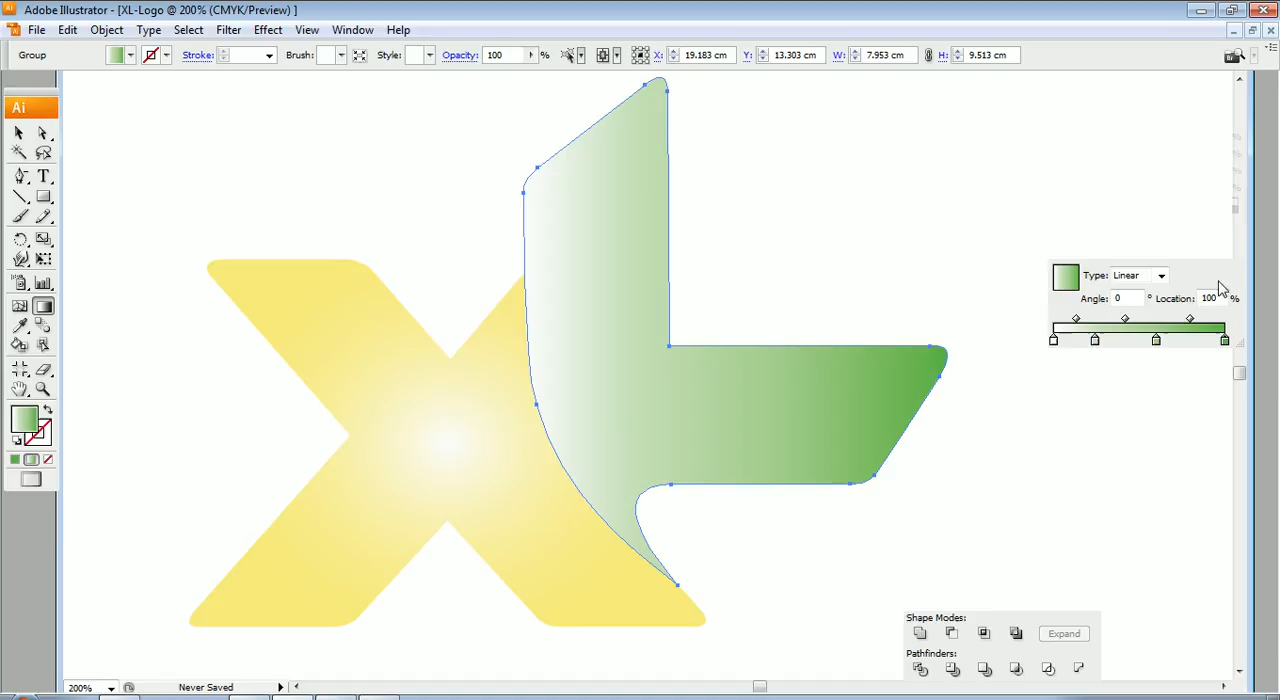 Adobe Illustrator - [XL-Logo @ 200% (CMYK/Preview) ]
File Edit Object Type Select Filter Effect View Window Help
Group Stroke: Brush: Style: Opacity: 100 % X: 19.183 cm Y: 13.303 cm W: 7.953 cm H: 9.513 cm
Ai
T
Type: Linear
Angle: 0 ° Location: 100 %
Shape Modes:
Expand
Pathfinders:
200% Never Saved